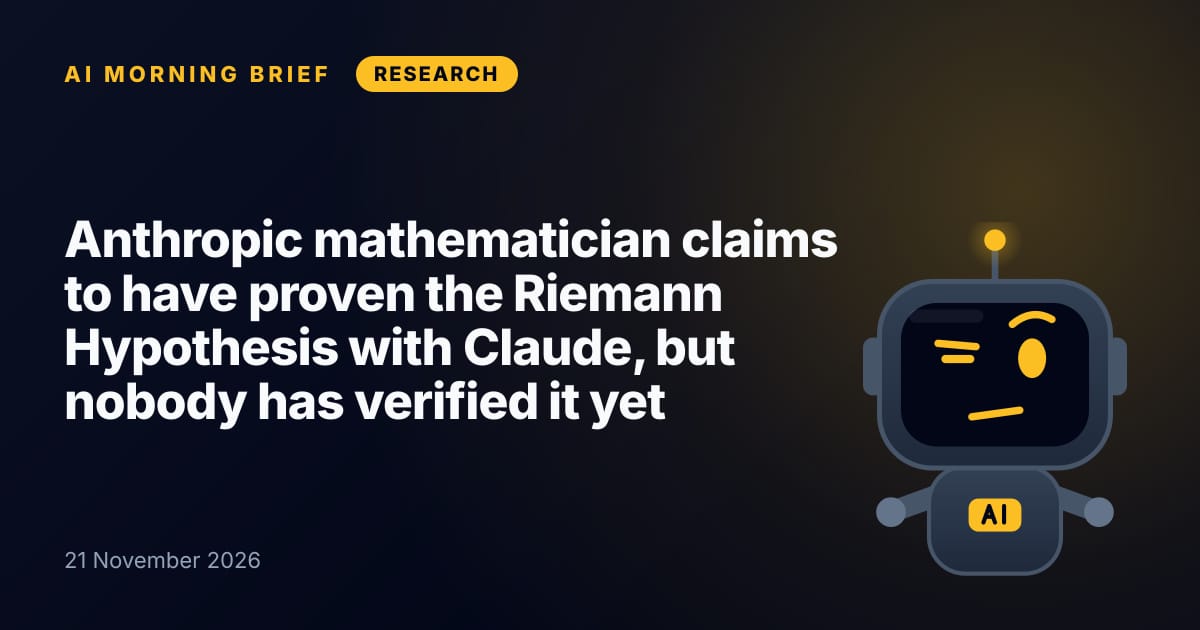 AI MORNING BRIEF RESEARCH
Anthropic mathematician claims
to have proven the Riemann
Hypothesis with Claude, but
nobody has verified it yet
AI
21 November 2026